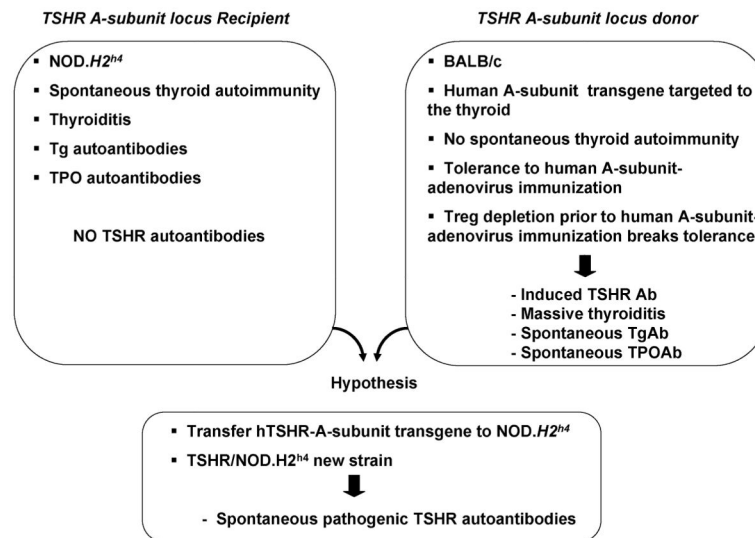 TSHR A-subunit locus Recipient
▪ NOD.H2h4
▪ Spontaneous thyroid autoimmunity
▪ Thyroiditis
▪ Tg autoantibodies
▪ TPO autoantibodies
NO TSHR autoantibodies
TSHR A-subunit locus donor
▪ BALB/c
▪ Human A-subunit transgene targeted to
the thyroid
▪ No spontaneous thyroid autoimmunity
▪ Tolerance to human A-subunit-
adenovirus immunization
▪ Treg depletion prior to human A-subunit-
adenovirus immunization breaks tolerance
- Induced TSHR Ab
- Massive thyroiditis
- Spontaneous TgAb
- Spontaneous TPOAb
Hypothesis
▪ Transfer hTSHR-A-subunit transgene to NOD.H2h4
▪ TSHR/NOD.H2h4 new strain
- Spontaneous pathogenic TSHR autoantibodies